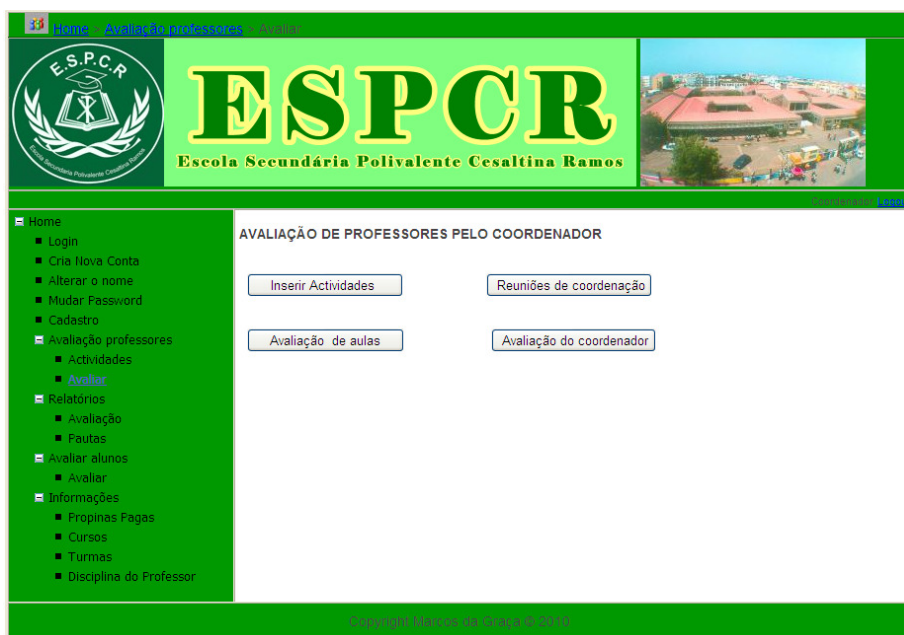 Home > Avaliação professores > Avaliar
E.S.P.C.R
Escola Secundária Polivalente Cesaltina Ramos
ESPCR
Escola Secundária Polivalente Cesaltina Ramos
Coordenador
Home
Login
Cria Nova Conta
Alterar o nome
Mudar Password
Cadastro
Avaliação professores
Actividades
Avaliar
Relatórios
Avaliação
Pautas
Avaliar alunos
Avaliar
Informações
Propinas Pagas
Cursos
Turmas
Disciplina do Professor
AVALIAÇÃO DE PROFESSORES PELO COORDENADOR
Inserir Actividades Reuniões de coordenação
Avaliação de aulas Avaliação do coordenador
Copyright Marcos da Graça © 2010